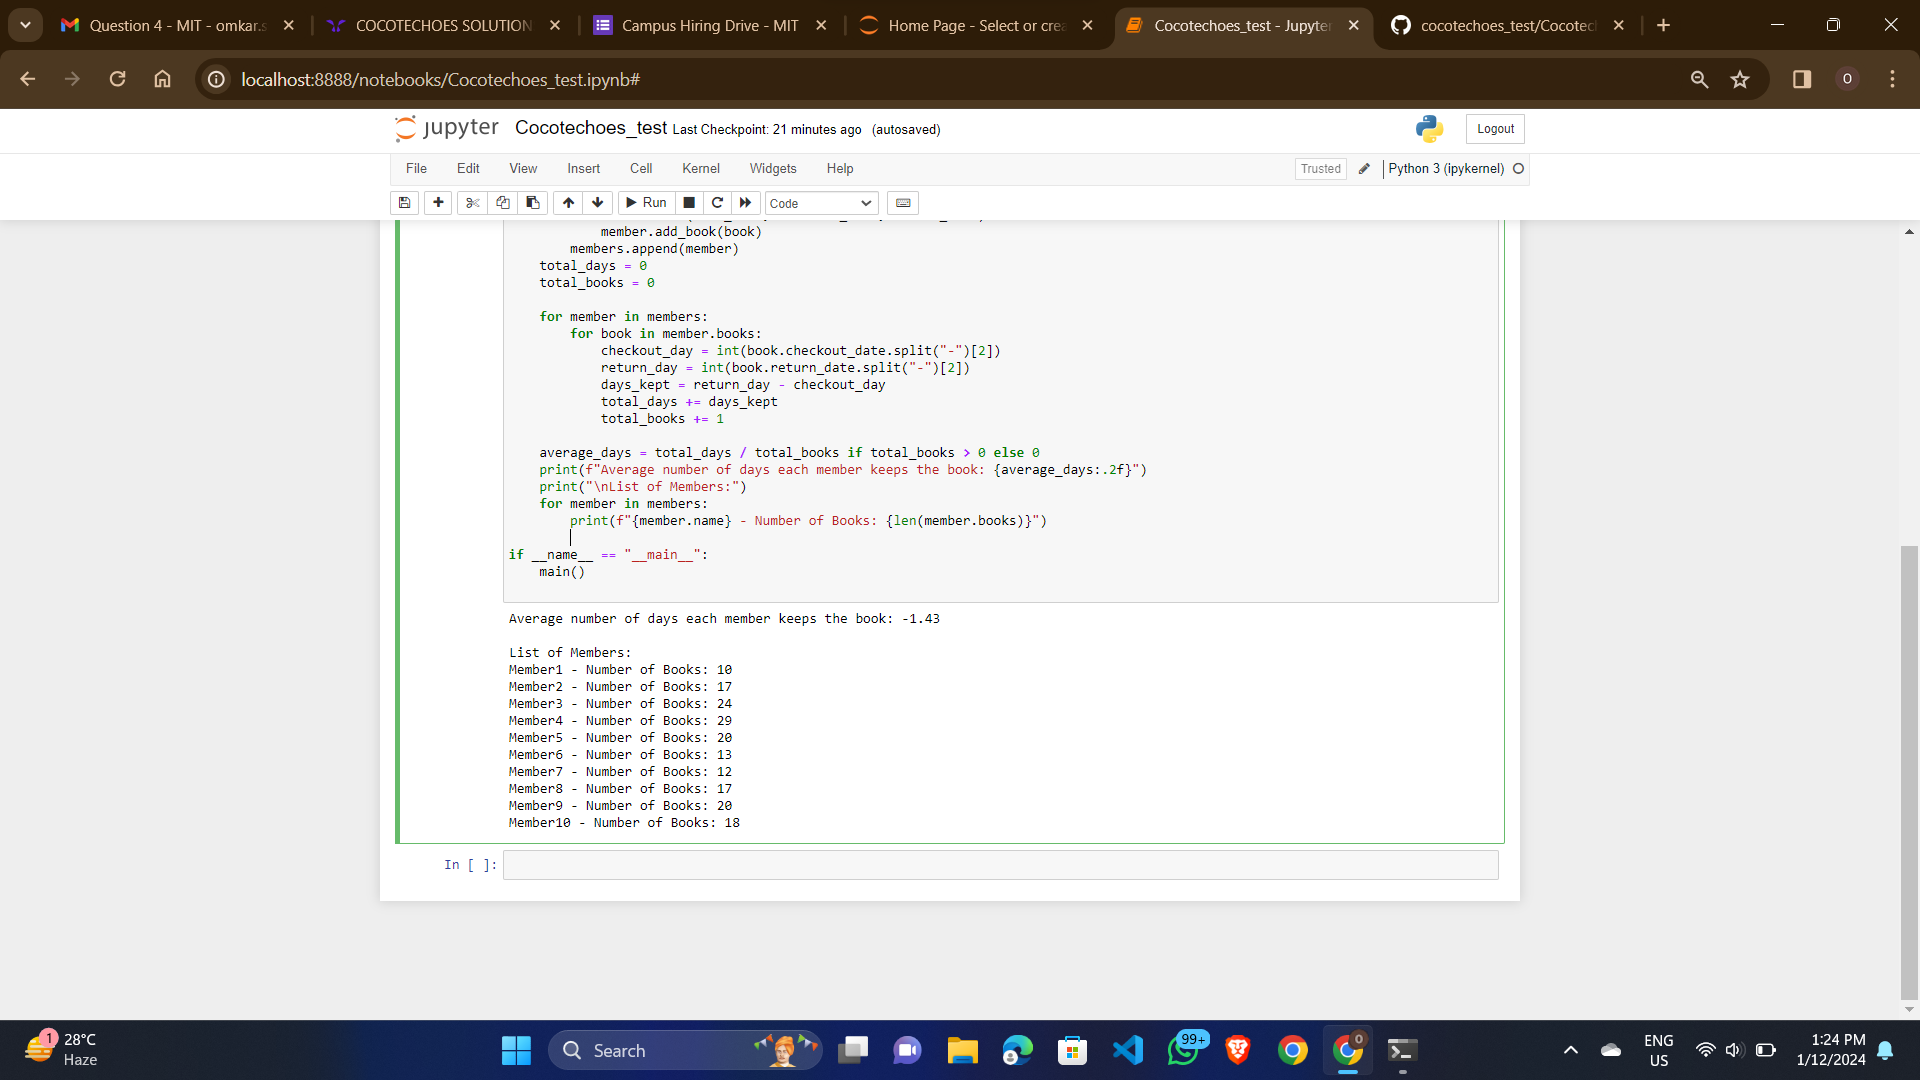 Question 4 - MIT - omkar.s
COCOTECHOES SOLUTION
Campus Hiring Drive - MIT
Home Page - Select or crea
Cocotechoes_test - Jupyter
cocotechoes_test/Cocotec
localhost:8888/notebooks/Cocotechoes_test.ipynb#
O
jupyter Cocotechoes_test Last Checkpoint: 21 minutes ago (autosaved)
Logout
File Edit View Insert Cell Kernel Widgets Help
Trusted Python 3 (ipykernel)
Run Code
member.add_book(book)
members.append(member)
total_days = 0
total_books = 0
for member in members:
for book in member.books:
checkout_day = int(book.checkout_date.split("-")[2])
return_day = int(book.return_date.split("-")[2])
days_kept = return_day - checkout_day
total_days += days_kept
total_books += 1
average_days = total_days / total_books if total_books > 0 else 0
print(f"Average number of days each member keeps the book: {average_days:.2f}")
print("\nList of Members:")
for member in members:
print(f"{member.name} - Number of Books: {len(member.books)}")
if __name__ == "__main__":
main()
Average number of days each member keeps the book: -1.43
List of Members:
Member1 - Number of Books: 10
Member2 - Number of Books: 17
Member3 - Number of Books: 24
Member4 - Number of Books: 29
Member5 - Number of Books: 20
Member6 - Number of Books: 13
Member7 - Number of Books: 12
Member8 - Number of Books: 17
Member9 - Number of Books: 20
Member10 - Number of Books: 18
In [ ]:
1
28°C
Haze
Search
99+
ENG
US
1:24 PM
1/12/2024